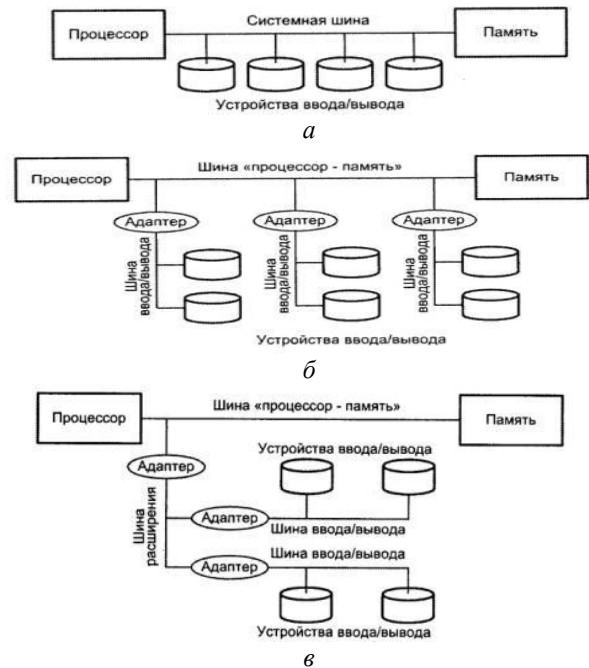 Системная шина
Процессор
Память
Устройства ввода/вывода
а
Шина «процессор - память»
Процессор
Память
Адаптер
Адаптер
Адаптер
Шина
ввода/вывода
Шина
ввода/вывода
Шина
ввода/вывода
Устройства ввода/вывода
б
Шина «процессор - память»
Процессор
Память
Устройства ввода/вывода
Адаптер
Шина
расширения
Адаптер
Шина ввода/вывода
Шина ввода/вывода
Адаптер
Устройства ввода/вывода
в